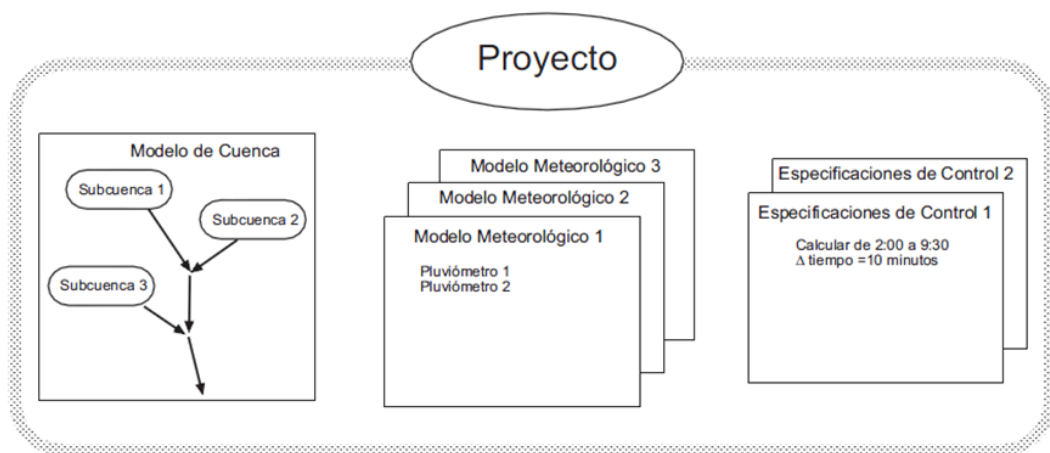 Proyecto
Modelo de Cuenca
Subcuenca 1
Subcuenca 2
Subcuenca 3
Modelo Meteorológico 3
Modelo Meteorológico 2
Modelo Meteorológico 1
Pluviómetro 1
Pluviómetro 2
Especificaciones de Control 2
Especificaciones de Control 1
Calcular de 2:00 a 9:30
Δ tiempo =10 minutos